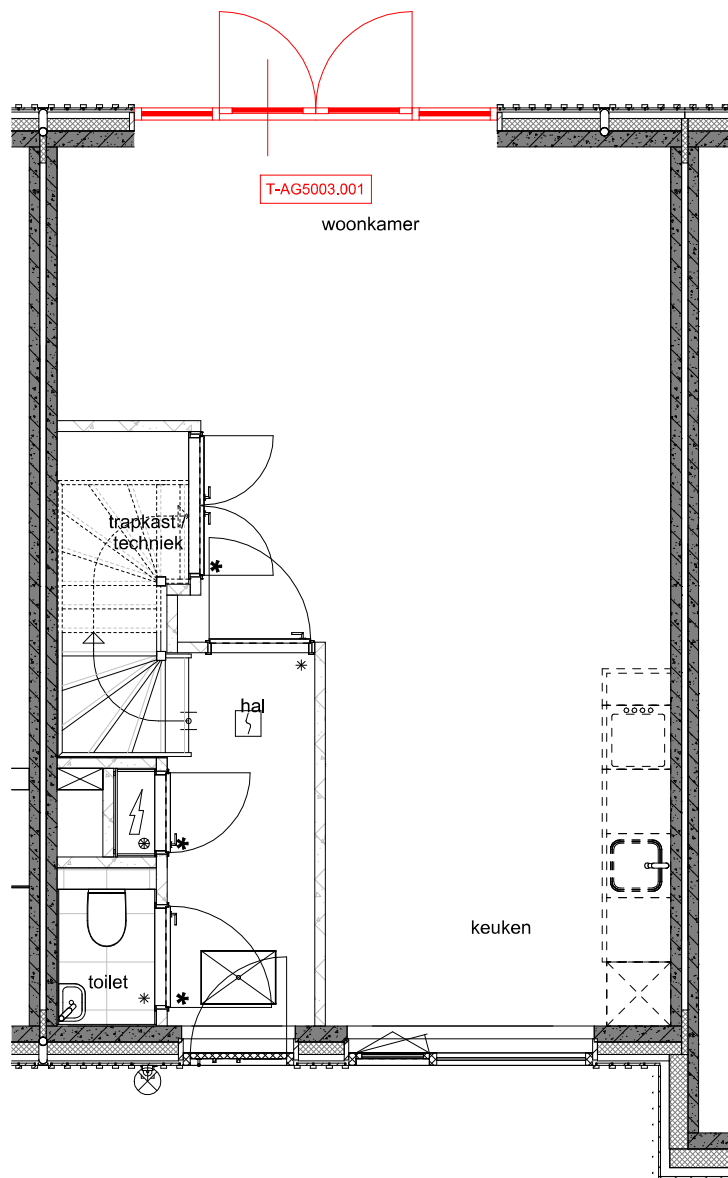 T-AG5003.001
woonkamer
trapkast /
techniek
hal
keuken
toilet